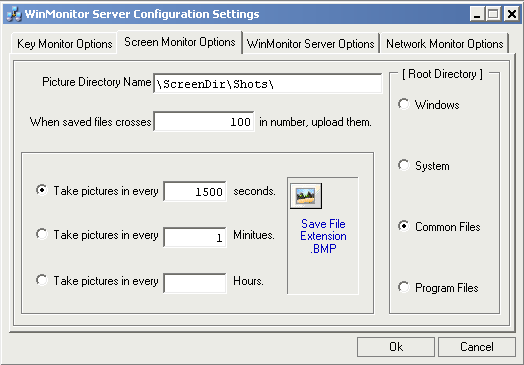 WinMonitor Server Configuration Settings
Key Monitor Options
Screen Monitor Options
WinMonitor Server Options
Network Monitor Options
Picture Directory Name
\ScreenDir\Shots\
When saved files crosses
100
in number, upload them.
Take pictures in every
1500
seconds.
Take pictures in every
1
Minitues.
Take pictures in every
Hours.
Save File
Extension
.BMP
[ Root Directory ]
Windows
System
Common Files
Program Files
Ok
Cancel